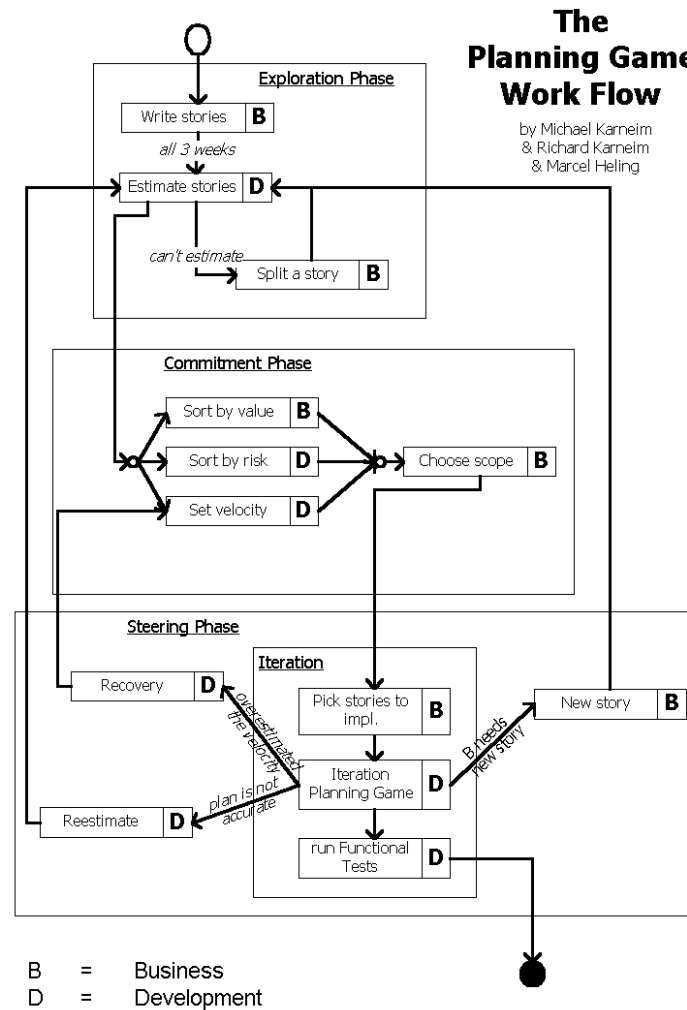 The
Planning Game
Work Flow
by Michael Karneim
& Richard Karneim
& Marcel Heling
Exploration Phase
Write stories B
all 3 weeks
Estimate stories D
can't estimate
Split a story B
Commitment Phase
Sort by value B
Sort by risk D
Choose scope B
Set velocity D
Steering Phase
Iteration
Recovery D
overestimated
the velocity
Pick stories to
impl.
B
New story B
B needs
new story
Iteration
Planning Game
D
plan is not
accurate
Reestimate D
run Functional
Tests
D
B = Business
D = Development